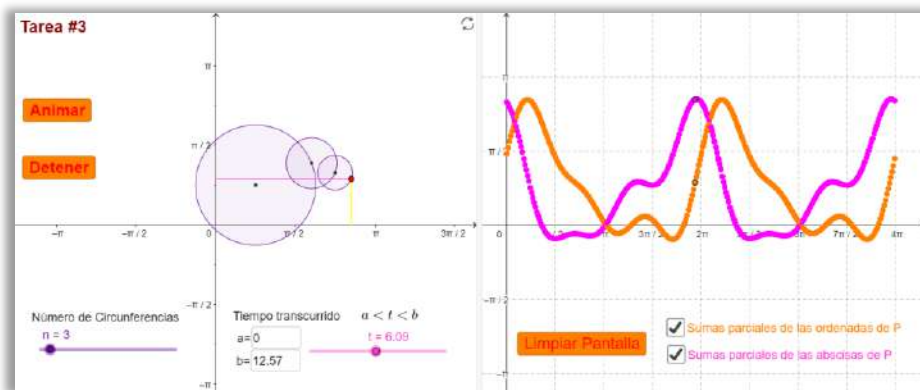 Tarea #3
Animar
Detener
π
π / 2
−π
−π / 2
0
π / 2
π
3π / 2
−π / 2
−π
Número de Circunferencias
n = 3
Tiempo transcurrido a < t < b
a= 0
b= 12.57
t = 6.09
π
π / 2
0
π
3π / 2
2π
3π
7π / 2
4π
−π / 2
−π
Limpiar Pantalla
Sumas parciales de las ordenadas de P
Sumas parciales de las abscisas de P